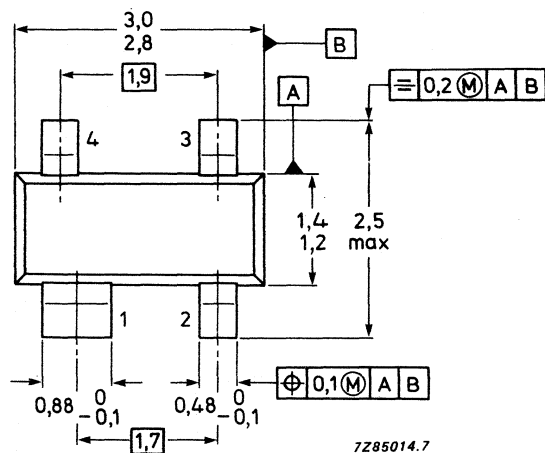 3,0
2,8
B
1,9
A
⌯ 0,2 Ⓜ A B
4
3
1,4
1,2
2,5
max
1
2
⌖ 0,1 Ⓜ A B
0,88 0
-0,1
0,48 0
-0,1
1,7
7Z85014.7